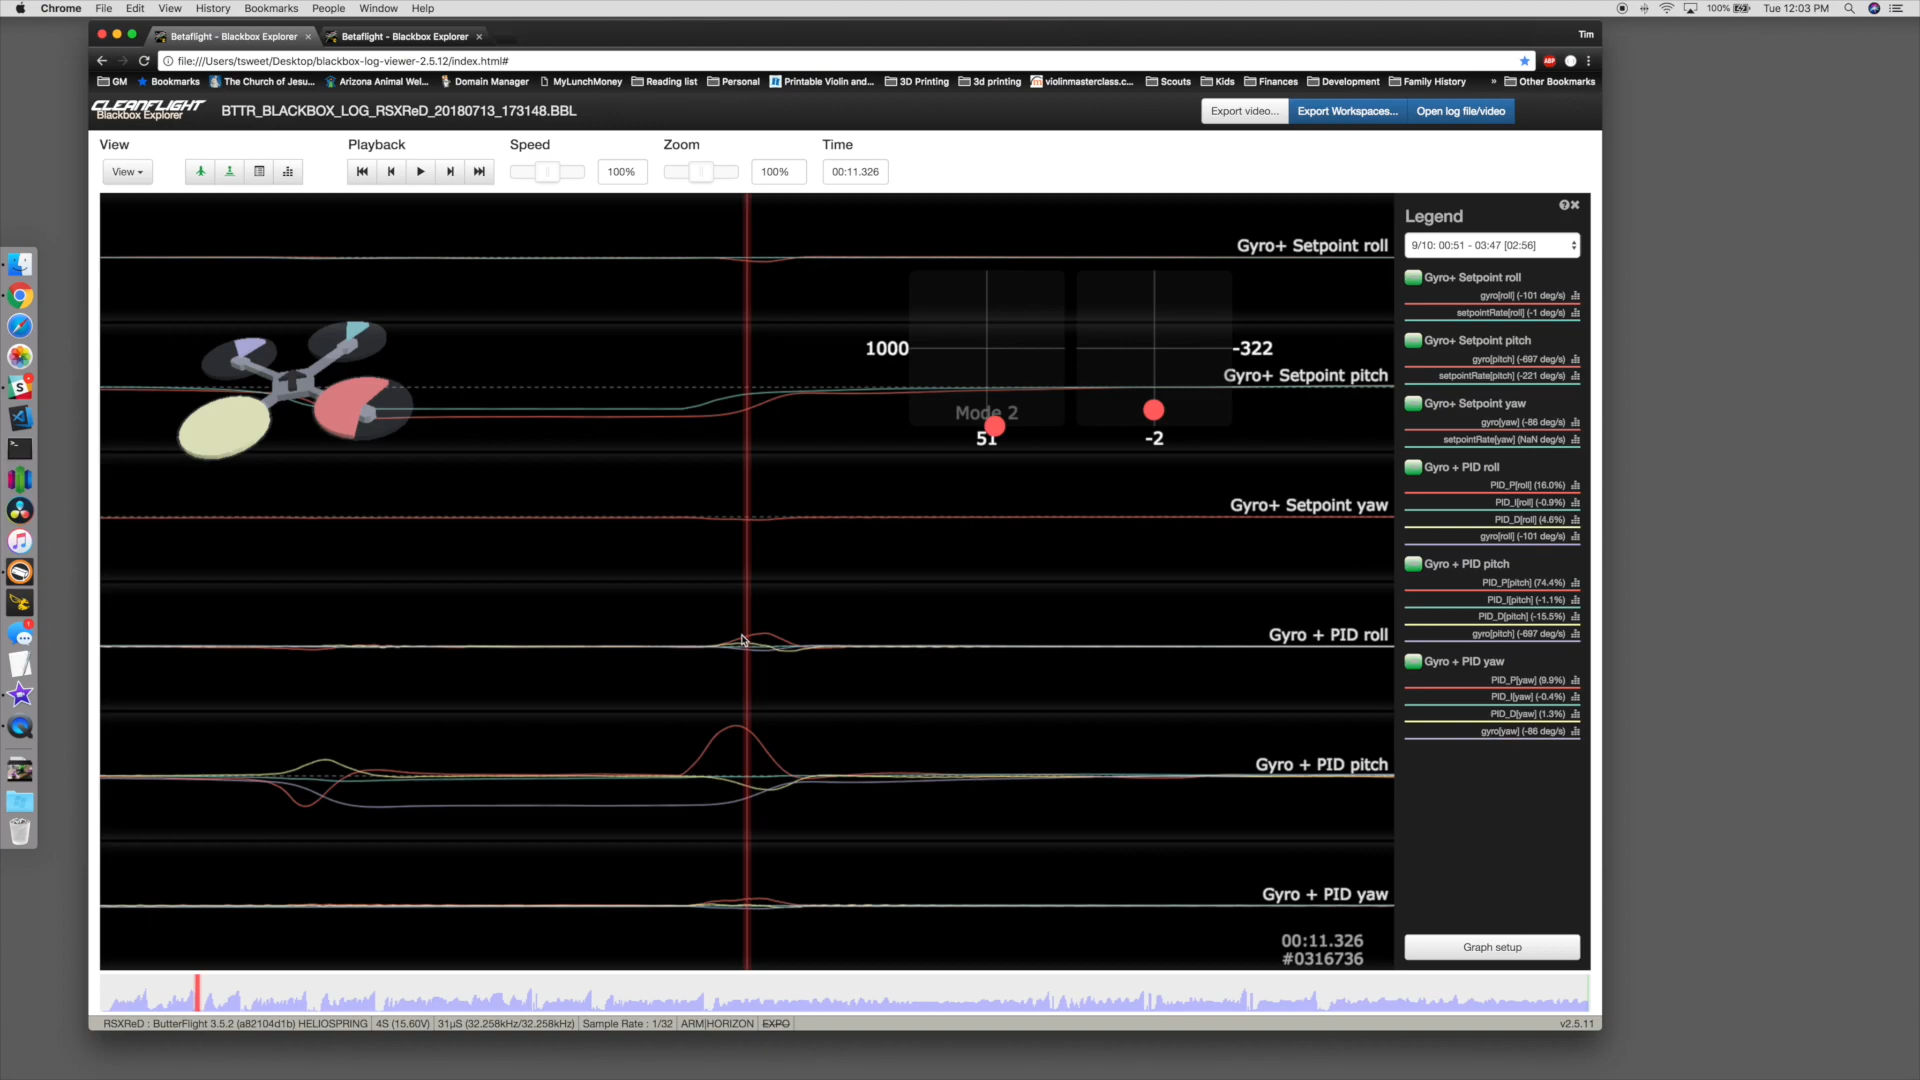 Chrome File Edit View History Bookmarks People Window Help 100% Tue 12:03 PM
Betaflight - Blackbox Explorer × Betaflight - Blackbox Explorer × Tim
file:///Users/tsweet/Desktop/blackbox-log-viewer-2.5.12/index.html# ABP
GM Bookmarks The Church of Jesu... Arizona Animal Wel... Domain Manager MyLunchMoney Reading list Personal Printable Violin and... 3D Printing 3d printing violinmasterclass.c... Scouts Kids Finances Development Family History » Other Bookmarks
CLEANFLIGHT
Blackbox Explorer
BTTR_BLACKBOX_LOG_RSXReD_20180713_173148.BBL
Export video... Export Workspaces... Open log file/video
View Playback Speed Zoom Time
View 100% 100% 00:11.326
Legend
9/10: 00:51 - 03:47 [02:56]
Gyro+ Setpoint roll
gyro[roll] (-101 deg/s)
setpointRate[roll] (-1 deg/s)
Gyro+ Setpoint pitch
gyro[pitch] (-697 deg/s)
setpointRate[pitch] (-221 deg/s)
Gyro+ Setpoint yaw
gyro[yaw] (-86 deg/s)
setpointRate[yaw] (NaN deg/s)
Gyro + PID roll
PID_P[roll] (16.0%)
PID_I[roll] (-0.9%)
PID_D[roll] (4.6%)
gyro[roll] (-101 deg/s)
Gyro + PID pitch
PID_P[pitch] (74.4%)
PID_I[pitch] (-1.1%)
PID_D[pitch] (-15.5%)
gyro[pitch] (-697 deg/s)
Gyro + PID yaw
PID_P[yaw] (9.9%)
PID_I[yaw] (-0.4%)
PID_D[yaw] (1.3%)
gyro[yaw] (-86 deg/s)
Graph setup
Gyro+ Setpoint roll
1000 -322
Gyro+ Setpoint pitch
Mode 2
51 -2
Gyro+ Setpoint yaw
Gyro + PID roll
Gyro + PID pitch
Gyro + PID yaw
00:11.326
#0316736
RSXReD : ButterFlight 3.5.2 (a82104d1b) HELIOSPRING 4S (15.60V) 31µS (32.258kHz/32.258kHz) Sample Rate : 1/32 ARM|HORIZON EXPO v2.5.11